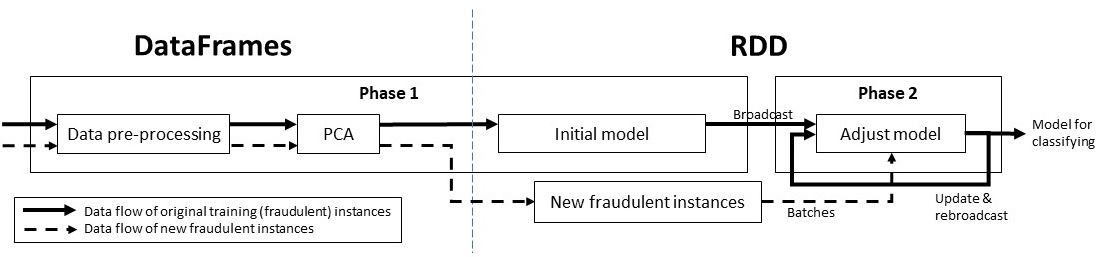 DataFrames
RDD
Phase 1
Phase 2
Data pre-processing
PCA
Initial model
Broadcast
Adjust model
Model for
classifying
New fraudulent instances
Batches
Update &
rebroadcast
Data flow of original training (fraudulent) instances
Data flow of new fraudulent instances